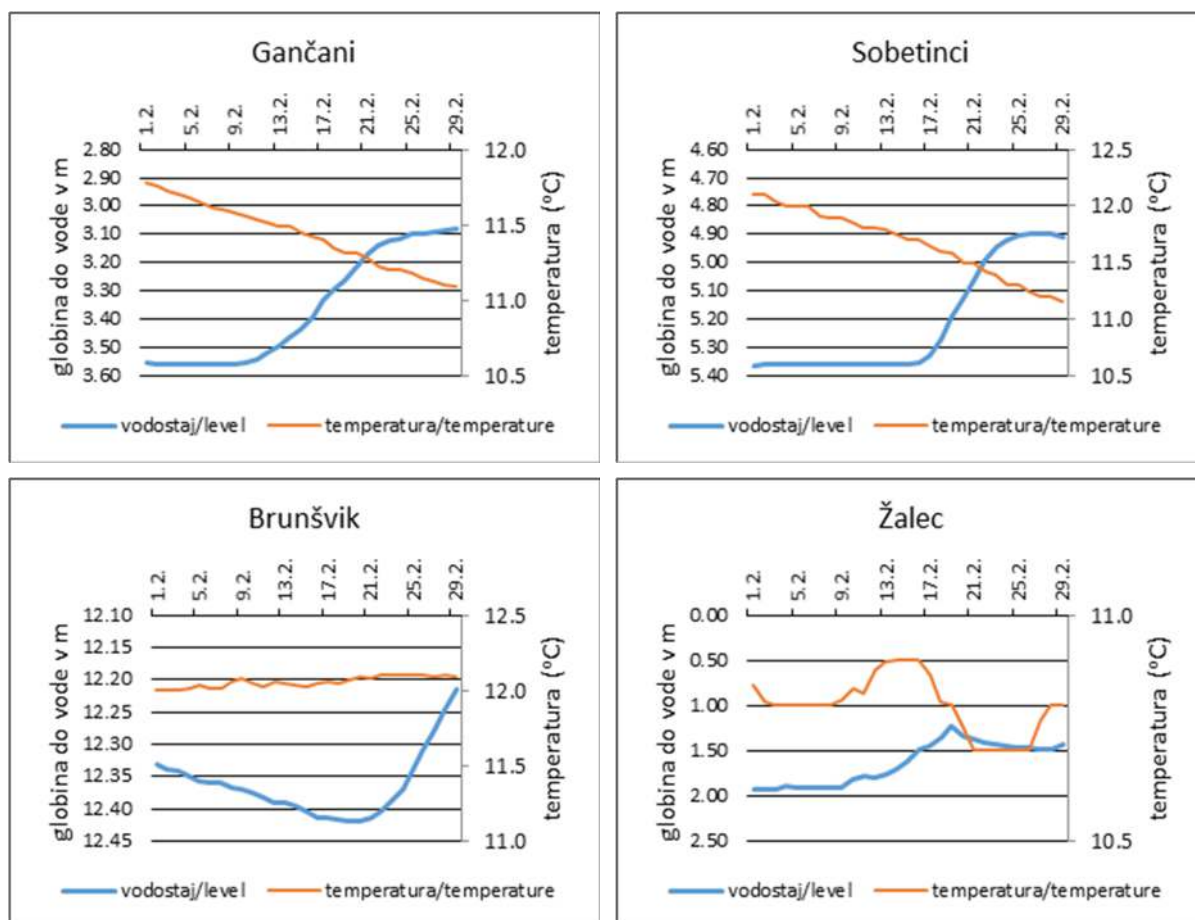 Gančani
1.2. 5.2. 9.2. 13.2. 17.2. 21.2. 25.2. 29.2.
globina do vode v m
2.80
2.90
3.00
3.10
3.20
3.30
3.40
3.50
3.60
12.0
11.5
11.0
10.5
temperatura (°C)
vodostaj/level temperatura/temperature
Sobetinci
1.2. 5.2. 9.2. 13.2. 17.2. 21.2. 25.2. 29.2.
globina do vode v m
4.60
4.70
4.80
4.90
5.00
5.10
5.20
5.30
5.40
12.5
12.0
11.5
11.0
10.5
temperatura (°C)
vodostaj/level temperatura/temperature
Brunšvik
1.2. 5.2. 9.2. 13.2. 17.2. 21.2. 25.2. 29.2.
globina do vode v m
12.10
12.15
12.20
12.25
12.30
12.35
12.40
12.45
12.5
12.0
11.5
11.0
temperatura (°C)
vodostaj/level temperatura/temperature
Žalec
1.2. 5.2. 9.2. 13.2. 17.2. 21.2. 25.2. 29.2.
globina do vode v m
0.00
0.50
1.00
1.50
2.00
2.50
11.0
10.5
temperatura (°C)
vodostaj/level temperatura/temperature